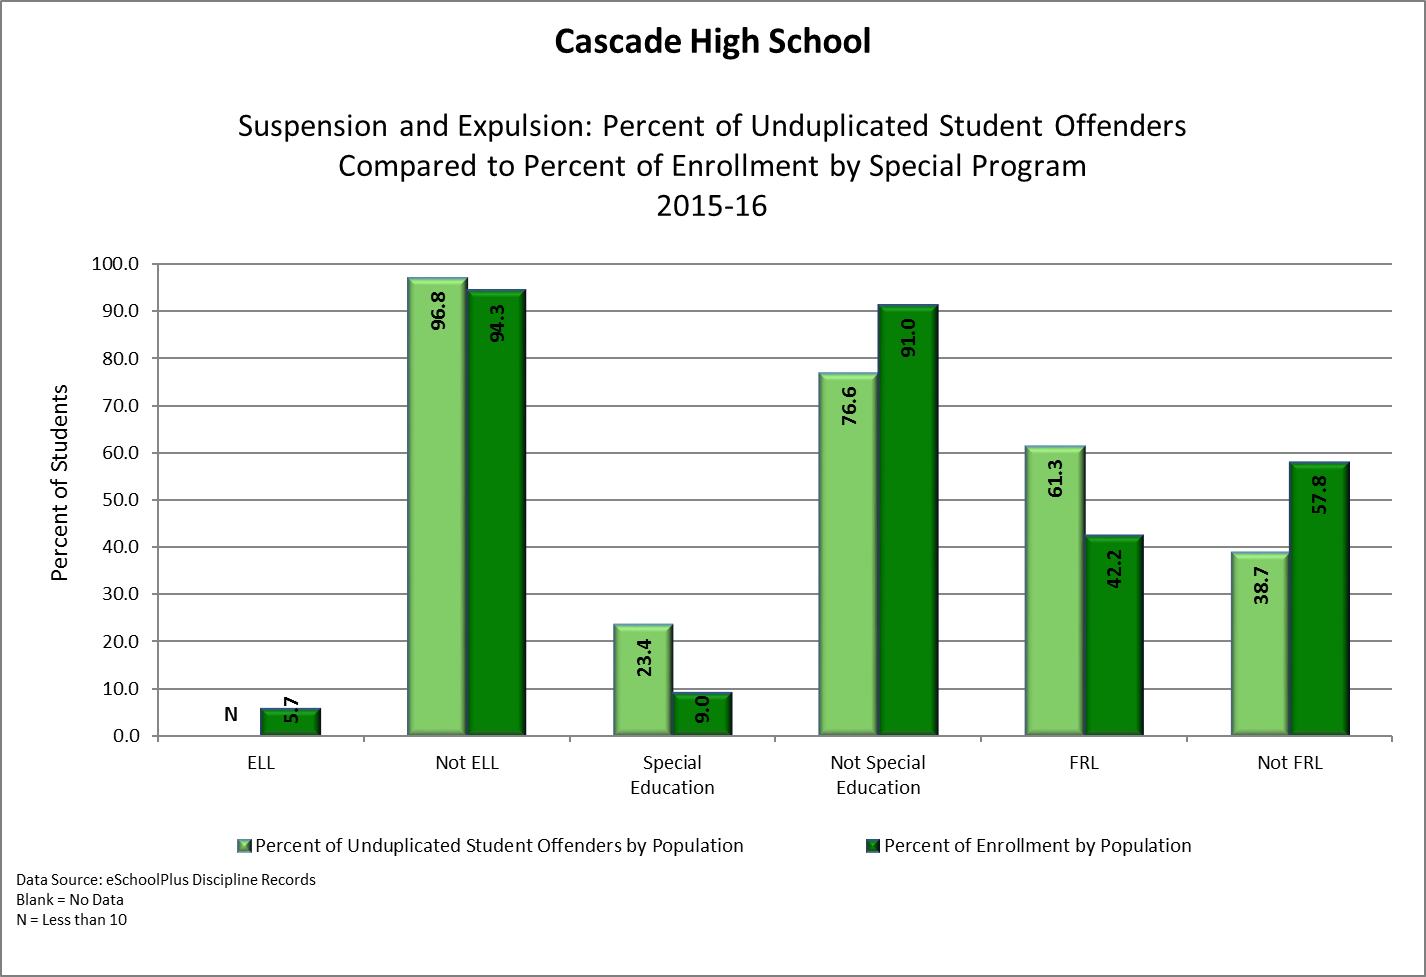 Cascade High School
Suspension and Expulsion: Percent of Unduplicated Student Offenders
Compared to Percent of Enrollment by Special Program
2015-16
Percent of Students
100.0
90.0
80.0
70.0
60.0
50.0
40.0
30.0
20.0
10.0
0.0
N
5.7
96.8
94.3
23.4
9.0
76.6
91.0
61.3
42.2
38.7
57.8
ELL
Not ELL
Special
Education
Not Special
Education
FRL
Not FRL
Percent of Unduplicated Student Offenders by Population
Percent of Enrollment by Population
Data Source: eSchoolPlus Discipline Records
Blank = No Data
N = Less than 10